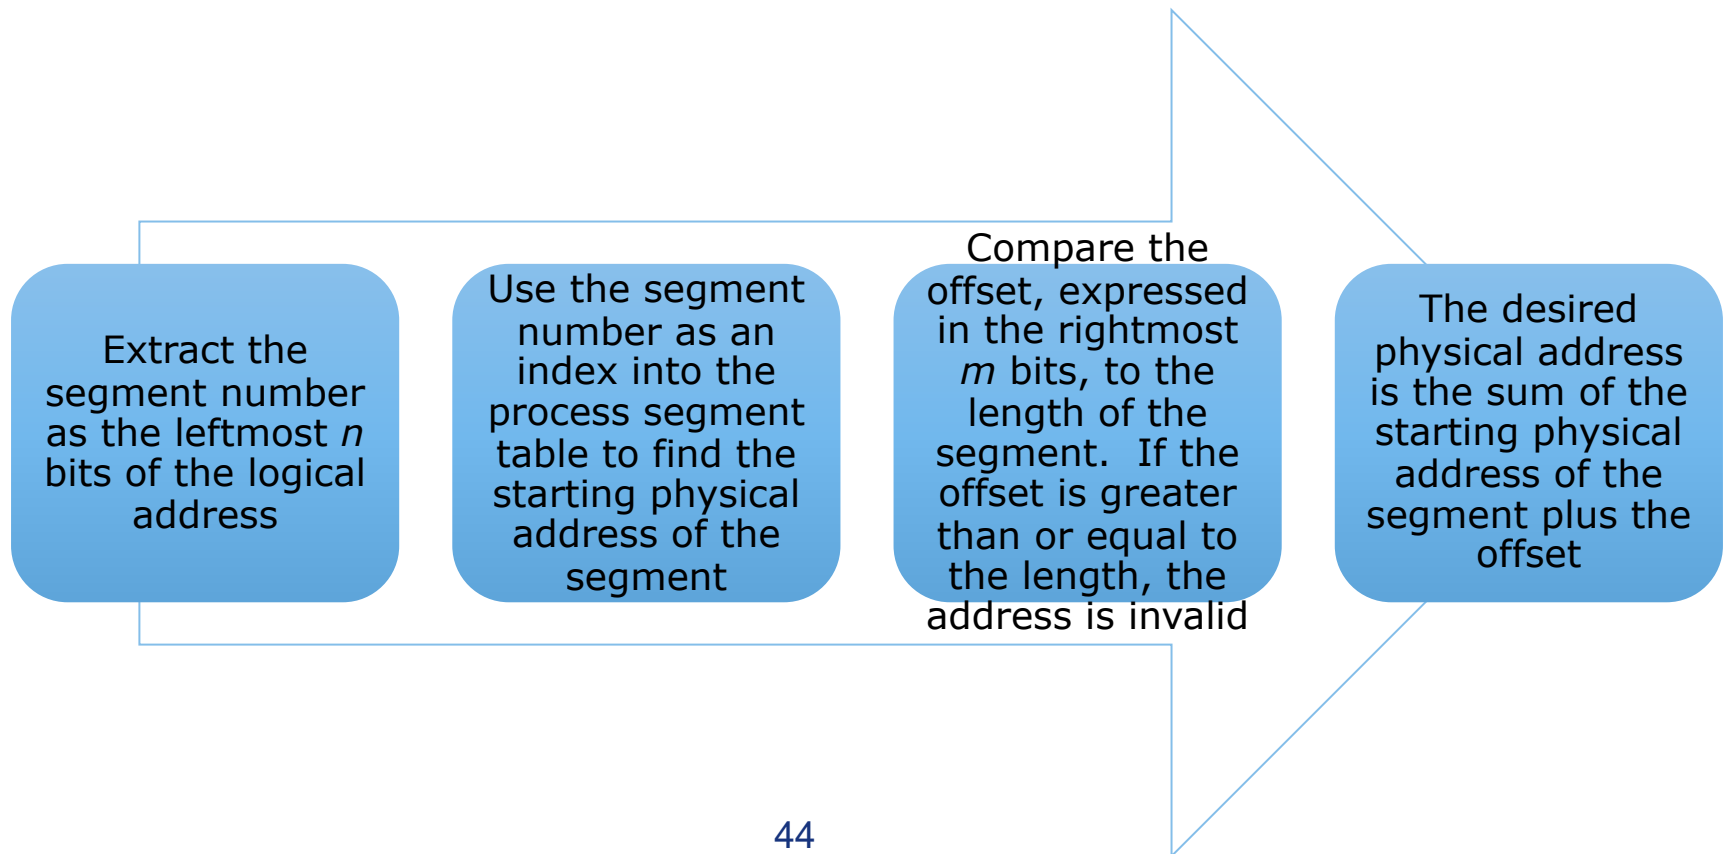 Extract the
segment number
as the leftmost n
bits of the logical
address
Use the segment
number as an
index into the
process segment
table to find the
starting physical
address of the
segment
Compare the
offset, expressed
in the rightmost
m bits, to the
length of the
segment.  If the
offset is greater
than or equal to
the length, the
address is invalid
The desired
physical address
is the sum of the
starting physical
address of the
segment plus the
offset
44